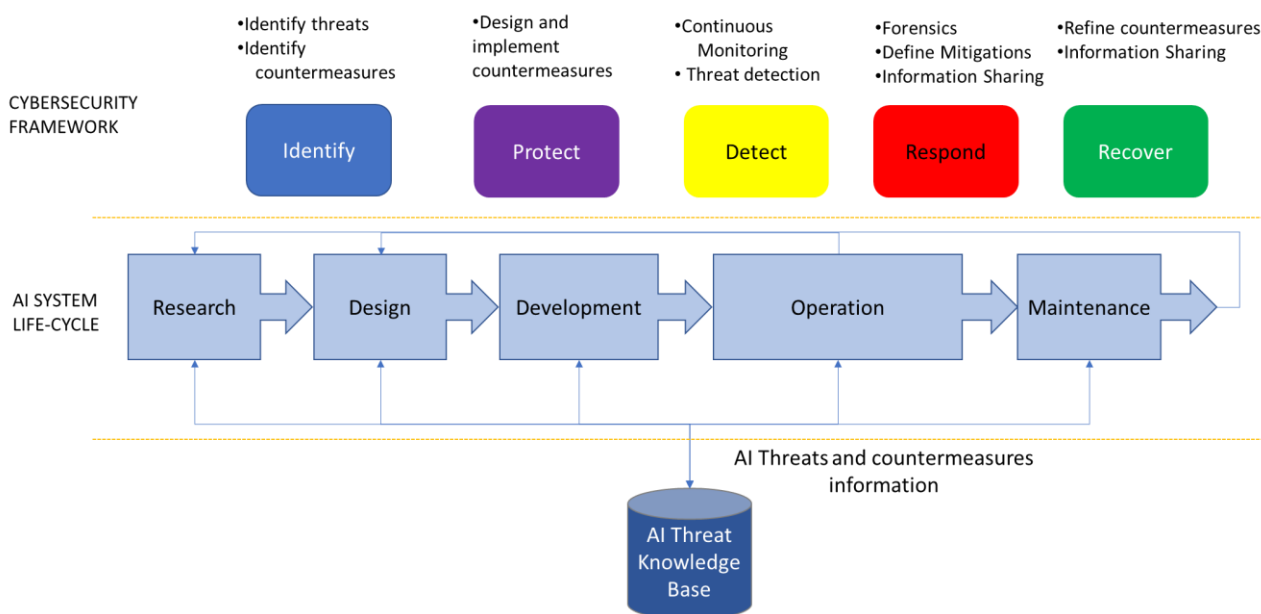 •Identify threats
•Identify
countermeasures
•Design and
implement
countermeasures
•Continuous
Monitoring
• Threat detection
•Forensics
•Define Mitigations
•Information Sharing
•Refine countermeasures
•Information Sharing
CYBERSECURITY
FRAMEWORK
Identify
Protect
Detect
Respond
Recover
AI SYSTEM
LIFE-CYCLE
Research
Design
Development
Operation
Maintenance
AI Threats and countermeasures
information
AI Threat
Knowledge
Base